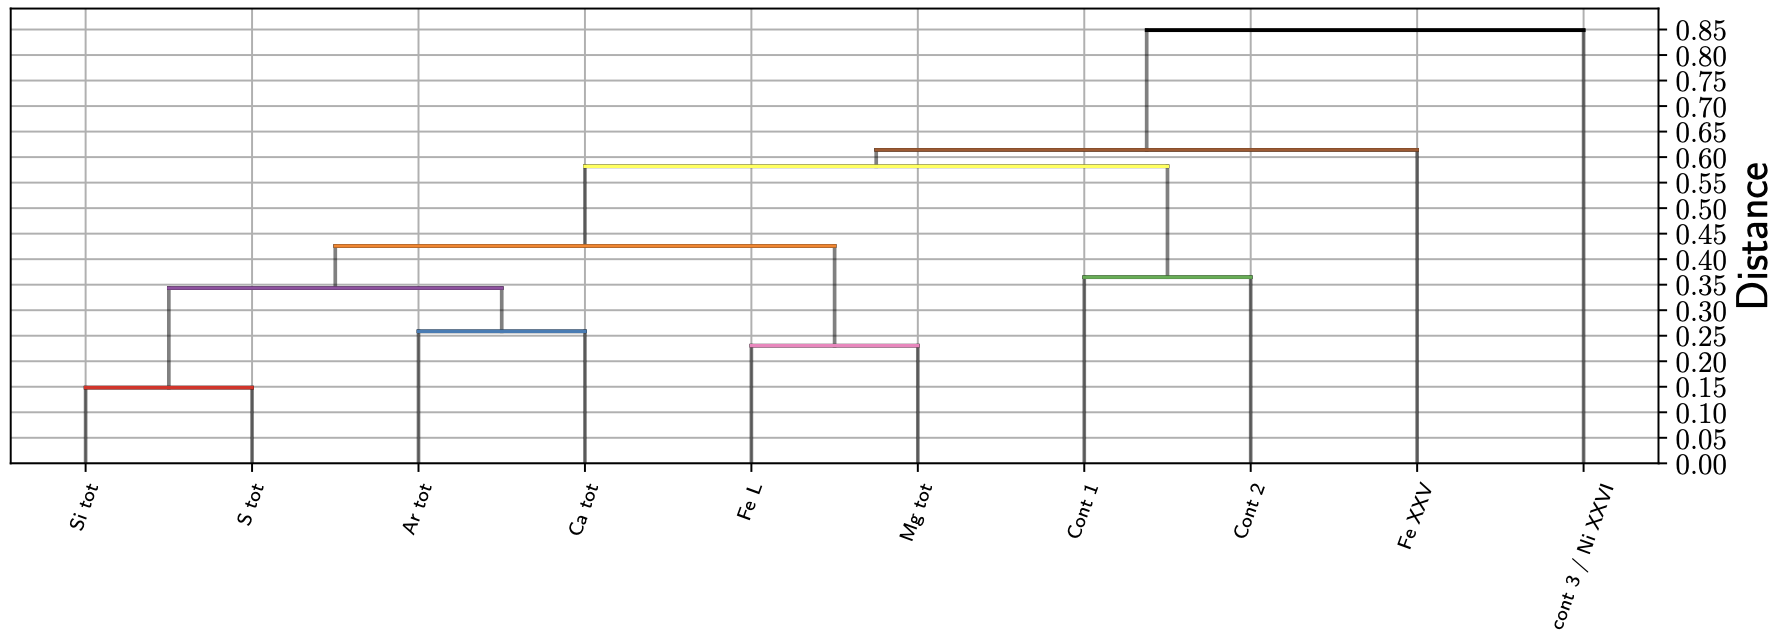 0.85
0.80
0.75
0.70
0.65
0.60
0.55
0.50
0.45
0.40
0.35
0.30
0.25
0.20
0.15
0.10
0.05
0.00
Distance
Si tot
S tot
Ar tot
Ca tot
Fe L
Mg tot
Cont 1
Cont 2
Fe XXV
cont 3 / Ni XXVI